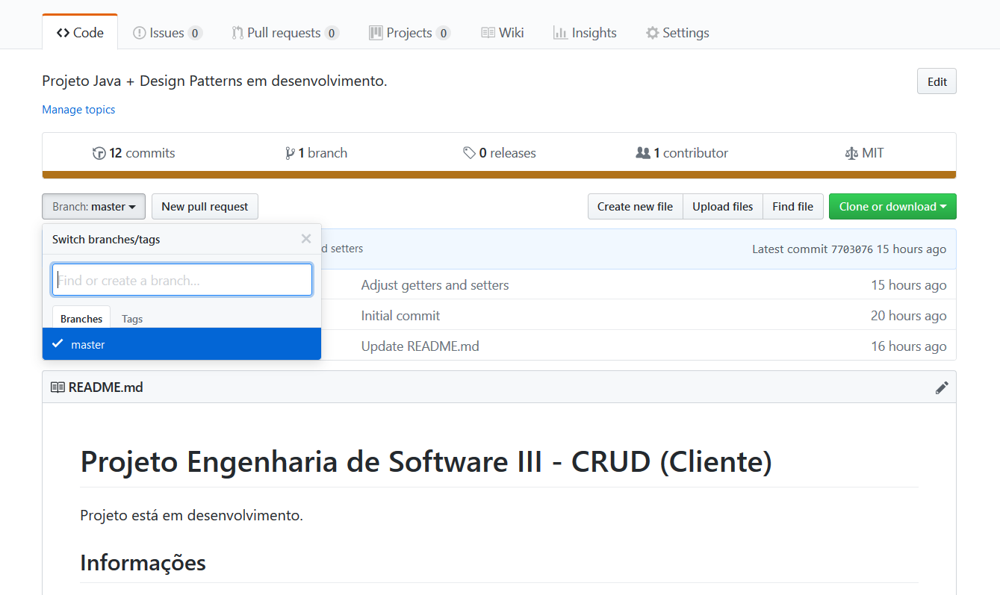 Code Issues 0 Pull requests 0 Projects 0 Wiki Insights Settings
Projeto Java + Design Patterns em desenvolvimento.
Edit
Manage topics
12 commits 1 branch 0 releases 1 contributor MIT
Branch: master New pull request Create new file Upload files Find file Clone or download
Switch branches/tags
d setters
Latest commit 7703076 15 hours ago
Find or create a branch...
Adjust getters and setters 15 hours ago
Branches Tags
Initial commit 20 hours ago
master
Update README.md 16 hours ago
README.md
Projeto Engenharia de Software III - CRUD (Cliente)
Projeto está em desenvolvimento.
Informações